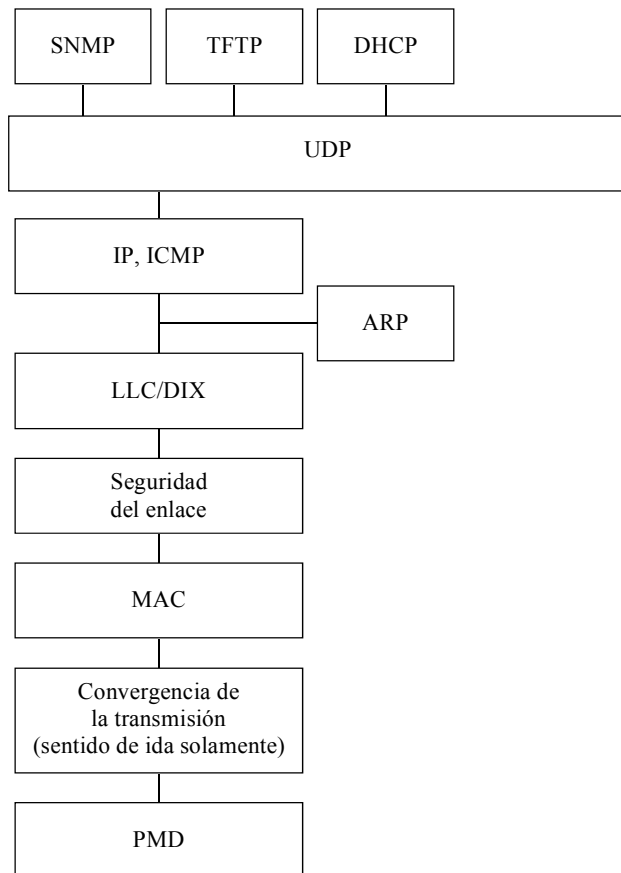 SNMP
TFTP
DHCP
UDP
IP, ICMP
ARP
LLC/DIX
Seguridad
del enlace
MAC
Convergencia de
la transmisión
(sentido de ida solamente)
PMD